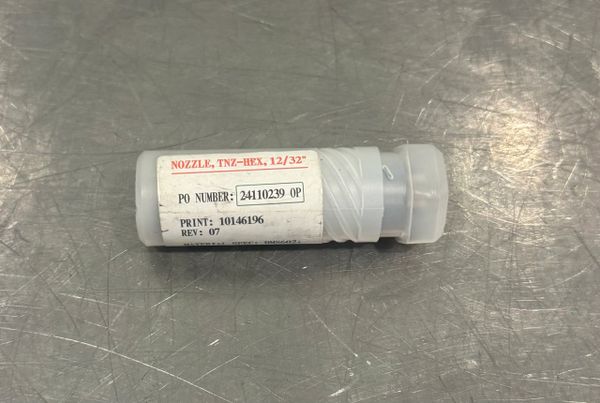 NOZZLE, TNZ-HEX, 12/32"
PO NUMBER: 24110239 OP
PRINT: 10146196
REV: 07